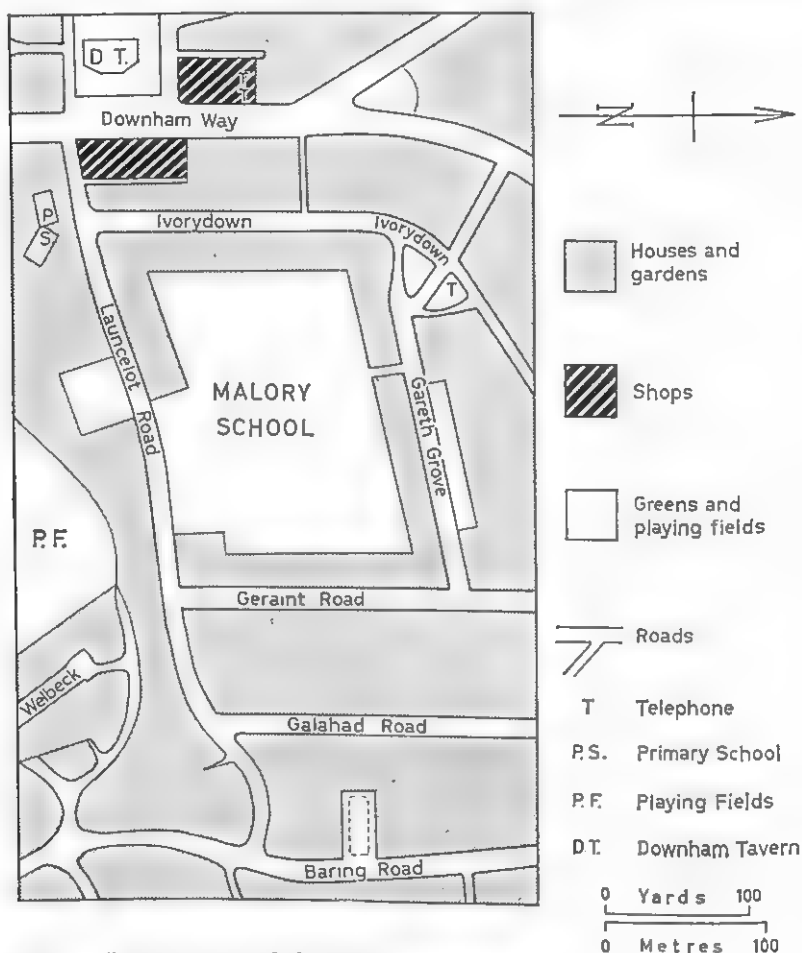 D T.
T
T
Downham Way
P
S
Ivorydown
Ivorydown
T
Launcelot Road
MALORY
SCHOOL
Gareth Grove
P.F.
Geraint Road
Welbeck
Galahad Road
Baring Road
N
Houses and
gardens
Shops
Greens and
playing fields
Roads
T Telephone
P.S. Primary School
P.F. Playing Fields
D.T. Downham Tavern
0 Yards 100
0 Metres 100